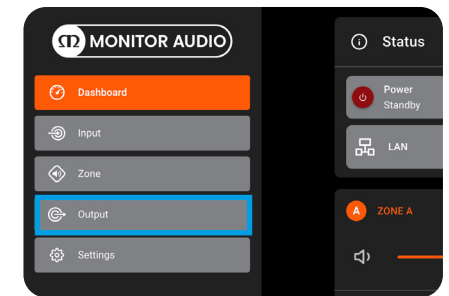 MONITOR AUDIO
Dashboard
Input
Zone
Output
Settings
Status
Power
Standby
LAN
A ZONE A